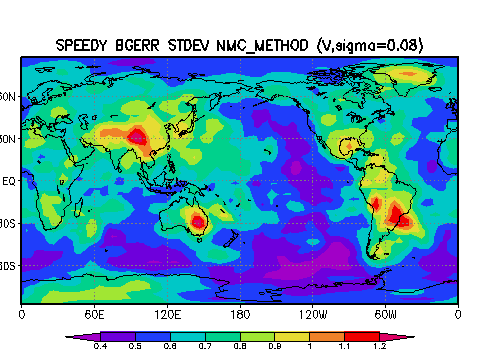 SPEEDY BGERR STDEV NMC_METHOD (V,sigma=0.08)
60N
30N
EQ
30S
60S
0 60E 120E 180 120W 60W 0
0.4 0.5 0.6 0.7 0.8 0.9 1 1.1 1.2